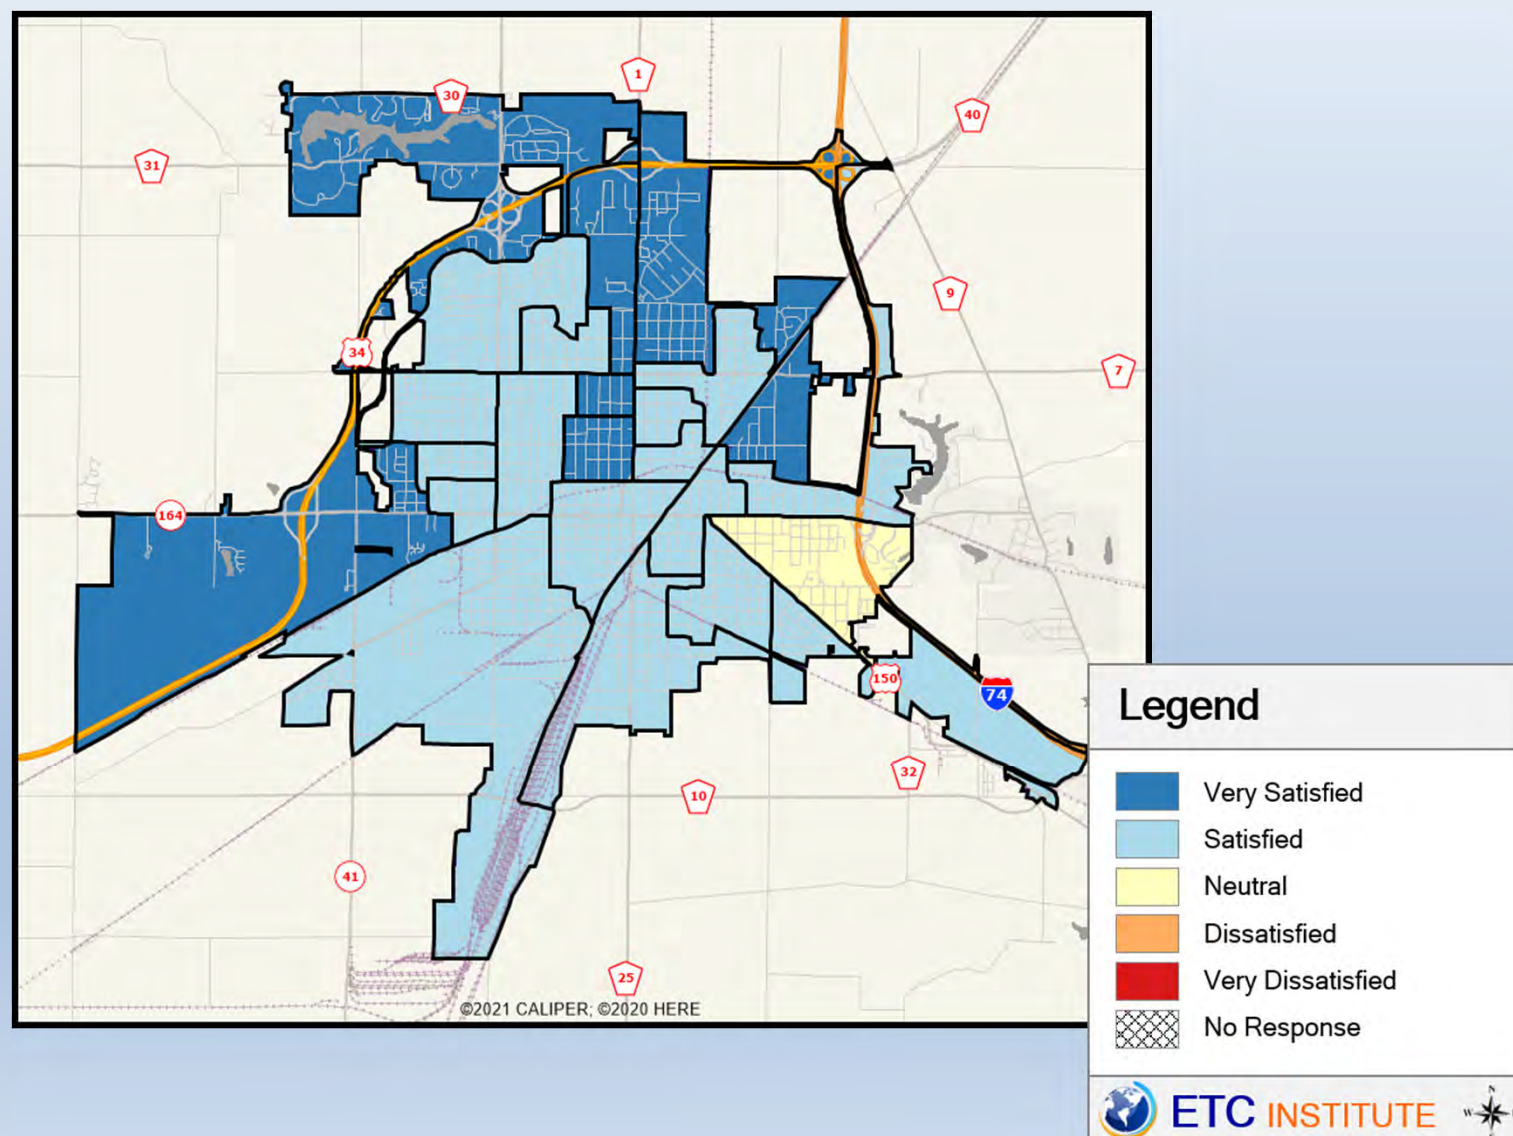 1
30
40
31
9
34
7
164
150
74
32
10
41
25
©2021 CALIPER; ©2020 HERE
Legend
Very Satisfied
Satisfied
Neutral
Dissatisfied
Very Dissatisfied
No Response
N
W
ETC INSTITUTE